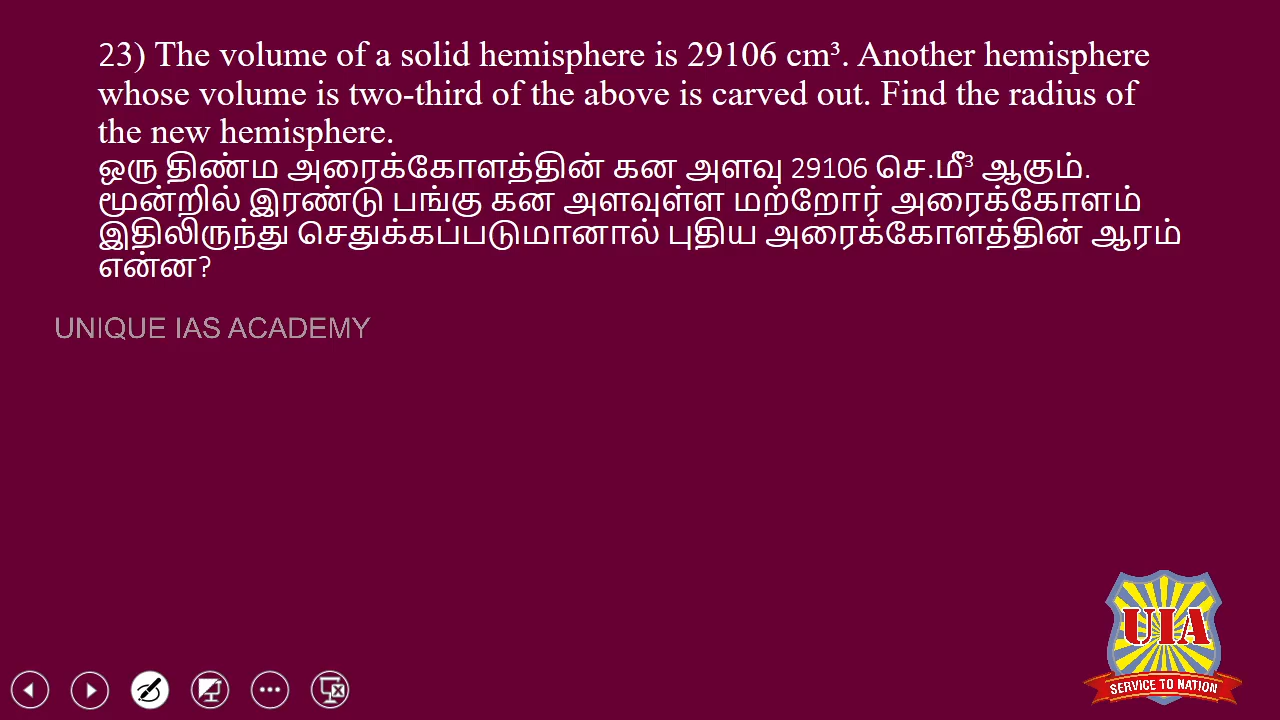 23) The volume of a solid hemisphere is 29106 cm³. Another hemisphere
whose volume is two-third of the above is carved out. Find the radius of
the new hemisphere.
ஒரு திண்ம அரைக்கோளத்தின் கன அளவு 29106 செ.மீ³ ஆகும்.
மூன்றில் இரண்டு பங்கு கன அளவுள்ள மற்றோர் அரைக்கோளம்
இதிலிருந்து செதுக்கப்படுமானால் புதிய அரைக்கோளத்தின் ஆரம்
என்ன?
UNIQUE IAS ACADEMY
UIA
SERVICE TO NATION